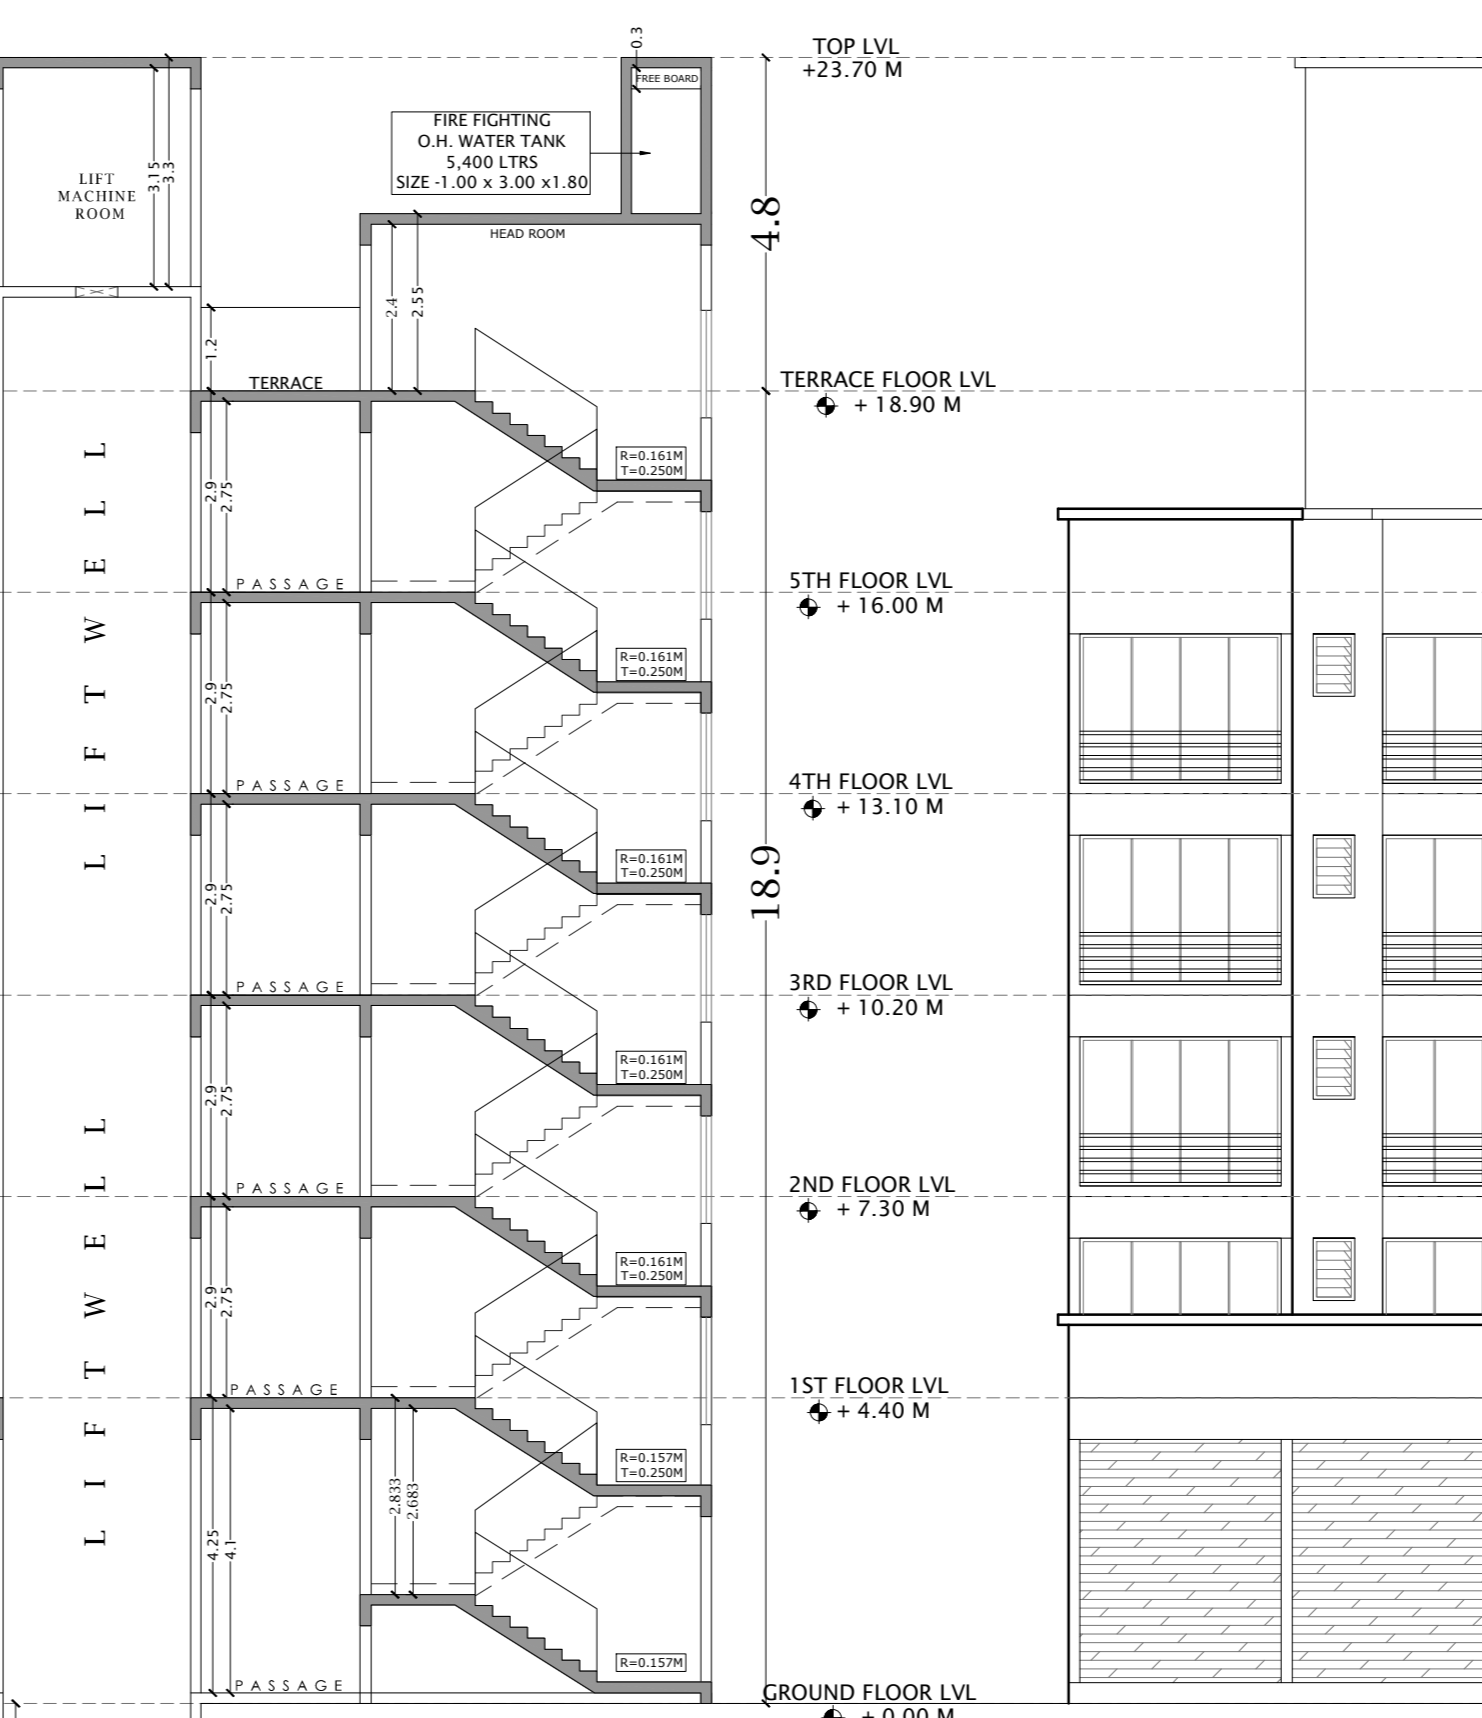 0.3
TOP LVL
+23.70 M
FREE BOARD
FIRE FIGHTING
O.H. WATER TANK
5,400 LTRS
SIZE -1.00 x 3.00 x1.80
LIFT
MACHINE
ROOM
3.15
3.3
4.8
HEAD ROOM
2.4
2.55
1.2
TERRACE
TERRACE FLOOR LVL
+ 18.90 M
R=0.161M
T=0.250M
2.9
2.75
PASSAGE
5TH FLOOR LVL
+ 16.00 M
R=0.161M
T=0.250M
2.9
2.75
PASSAGE
4TH FLOOR LVL
+ 13.10 M
LIFT WELL
18.9
R=0.161M
T=0.250M
2.9
2.75
PASSAGE
3RD FLOOR LVL
+ 10.20 M
R=0.161M
T=0.250M
2.9
2.75
PASSAGE
2ND FLOOR LVL
+ 7.30 M
R=0.161M
T=0.250M
2.9
2.75
PASSAGE
1ST FLOOR LVL
+ 4.40 M
LIFT WELL
R=0.157M
T=0.250M
2.833
2.683
4.25
4.1
R=0.157M
PASSAGE
GROUND FLOOR LVL
+ 0.00 M